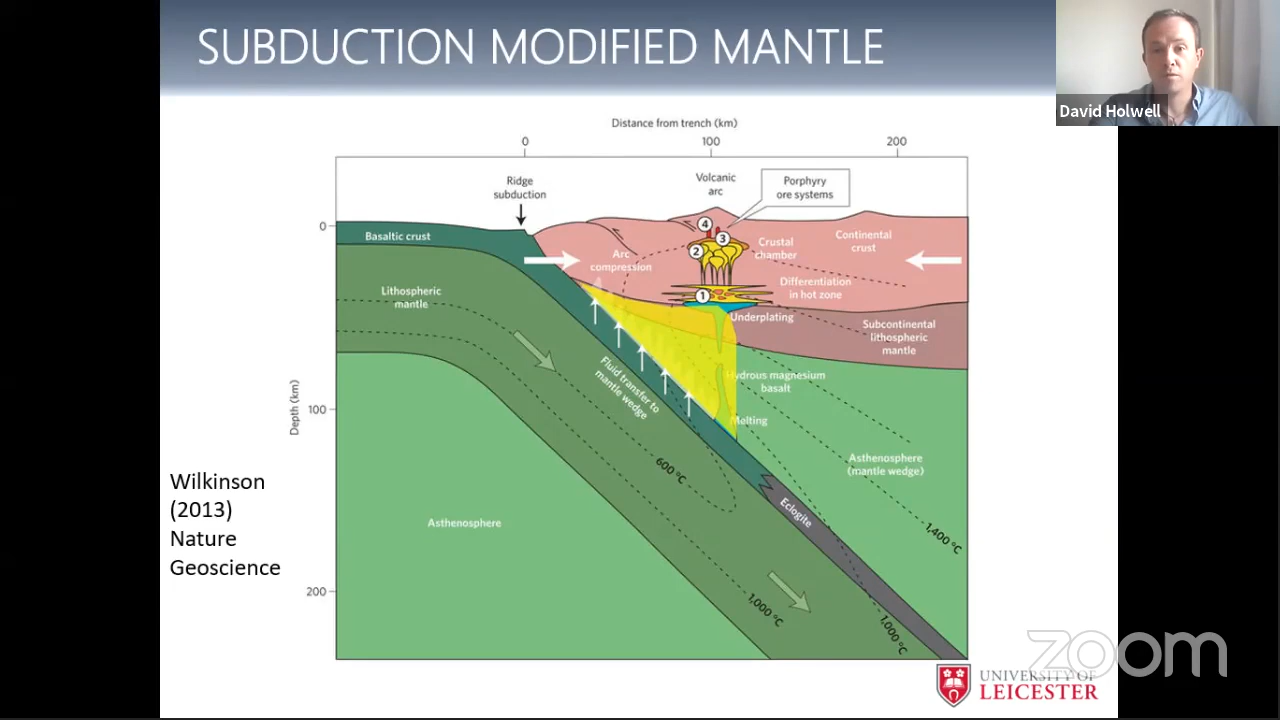 SUBDUCTION MODIFIED MANTLE
David Holwell
Distance from trench (km)
0
100
200
Ridge
subduction
Volcanic
arc
Porphyry
ore systems
4
3
2
1
0
Basaltic crust
Arc
compression
Crustal
chamber
Continental
crust
Differentiation
in hot zone
Lithospheric
mantle
Underplating
Subcontinental
lithospheric
mantle
Fluid transfer to
mantle wedge
Hydrous magnesium
basalt
Melting
Depth (km)
100
Asthenosphere
(mantle wedge)
600 °C
Eclogite
Asthenosphere
1,400 °C
200
1,000 °C
1,000 °C
Wilkinson
(2013)
Nature
Geoscience
zoom
UNIVERSITY OF
LEICESTER